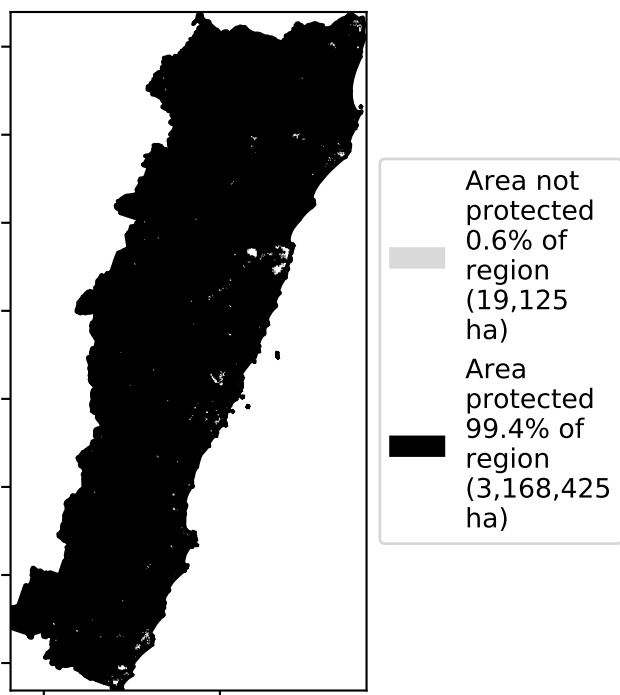 Area not
protected
0.6% of
region
(19,125
ha)
Area
protected
99.4% of
region
(3,168,425
ha)